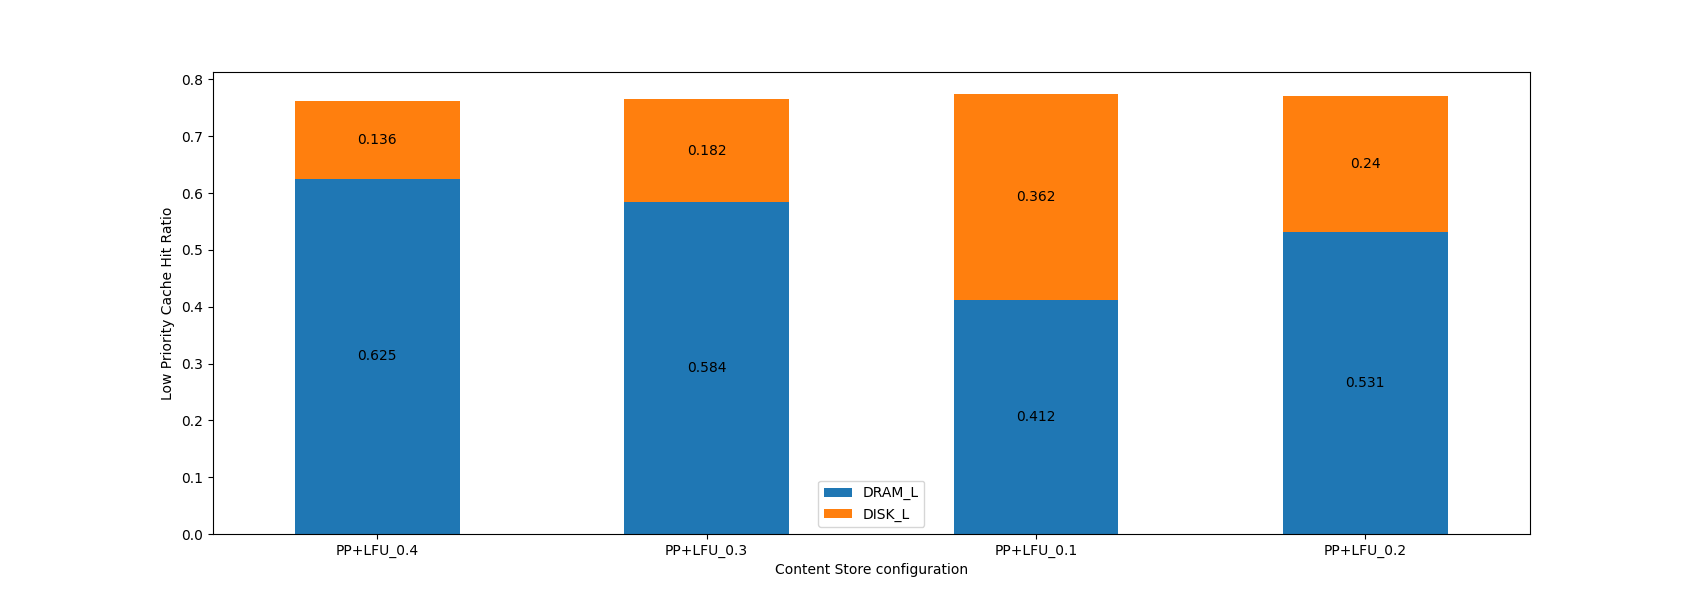 0.8
0.7
0.6
0.5
0.4
0.3
0.2
0.1
0.0
Low Priority Cache Hit Ratio
0.136
0.182
0.362
0.24
0.625
0.584
0.412
0.531
DRAM_L
DISK_L
PP+LFU_0.4
PP+LFU_0.3
PP+LFU_0.1
PP+LFU_0.2
Content Store configuration